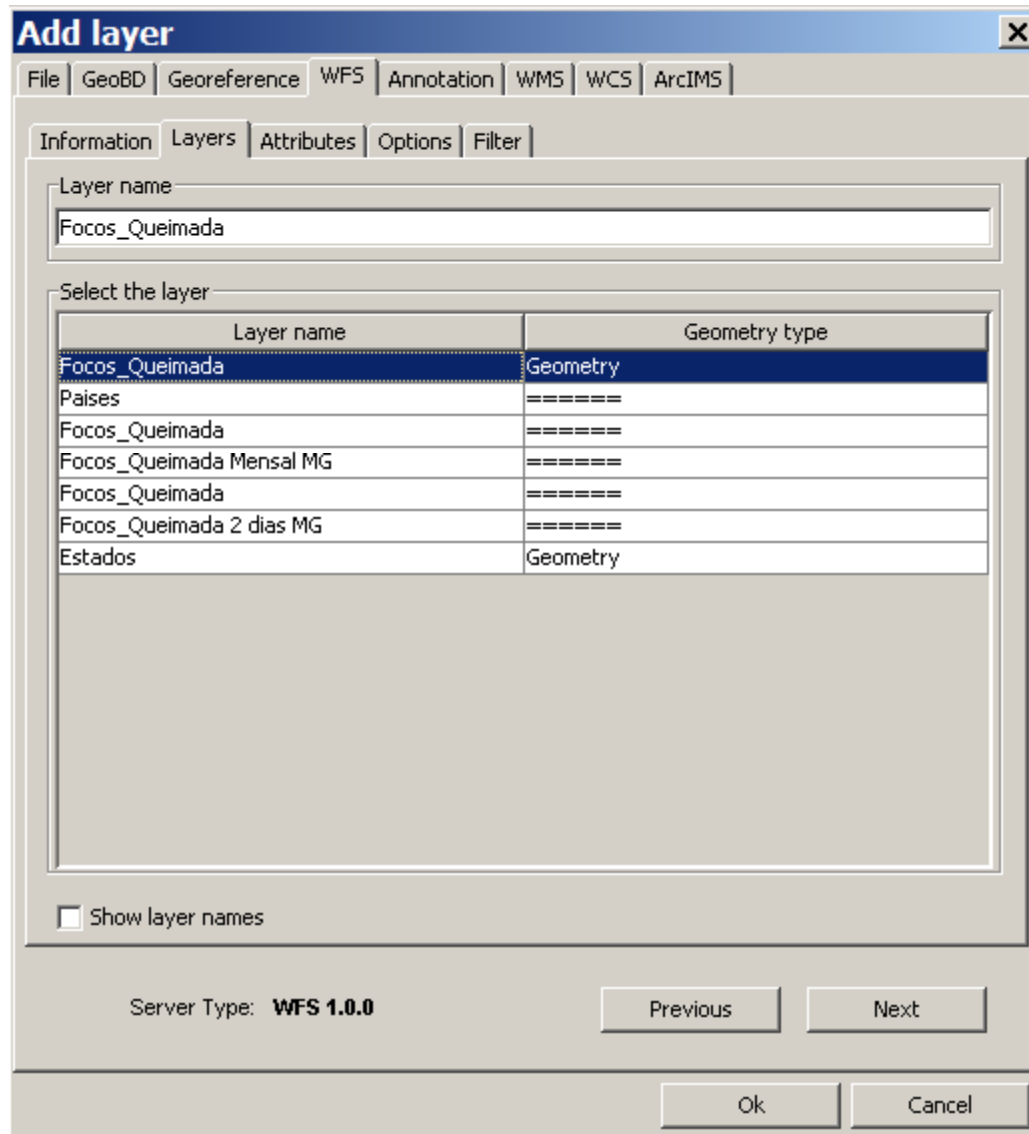 Add layer
File GeoBD Georeference WFS Annotation WMS WCS ArcIMS
Information Layers Attributes Options Filter
Layer name
Focos_Queimada
Select the layer
Layer name Geometry type
Focos_Queimada Geometry
Paises ======
Focos_Queimada ======
Focos_Queimada Mensal MG ======
Focos_Queimada ======
Focos_Queimada 2 dias MG ======
Estados Geometry
Show layer names
Server Type: WFS 1.0.0 Previous Next
Ok Cancel